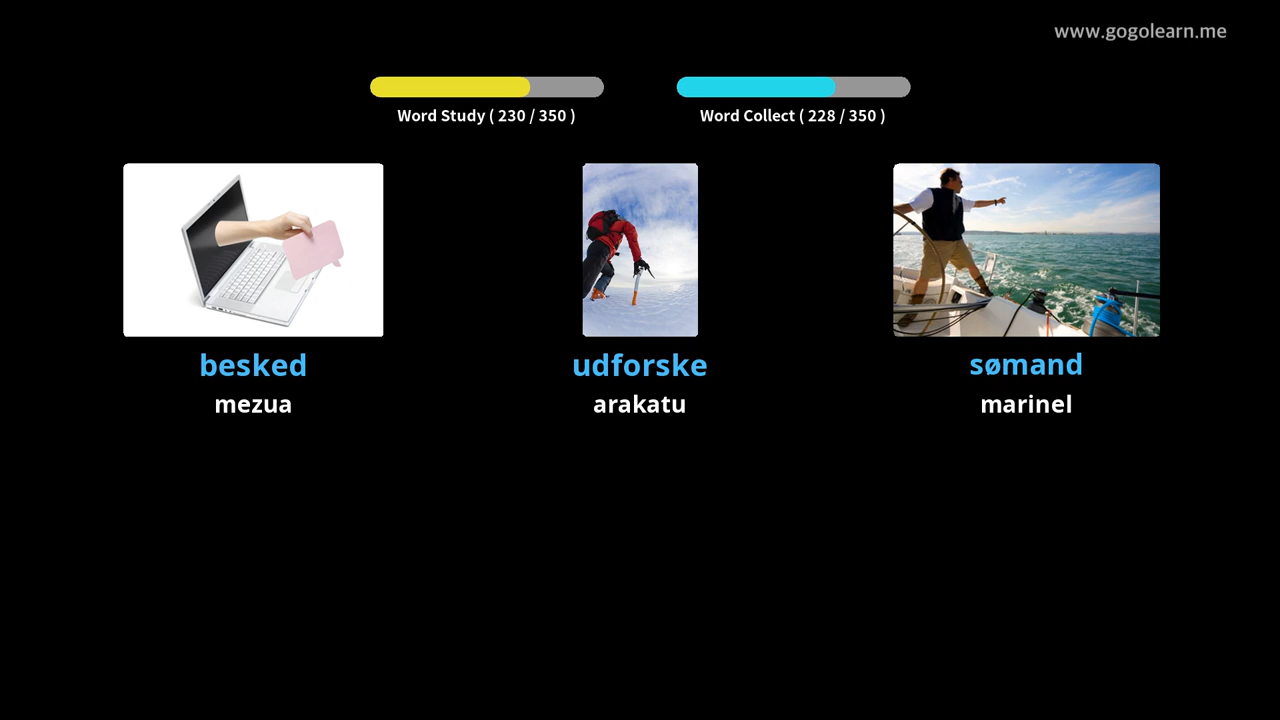 www.gogolearn.me
Word Study ( 230 / 350 )
Word Collect ( 228 / 350 )
besked
udforske
sømand
mezua
arakatu
marinel